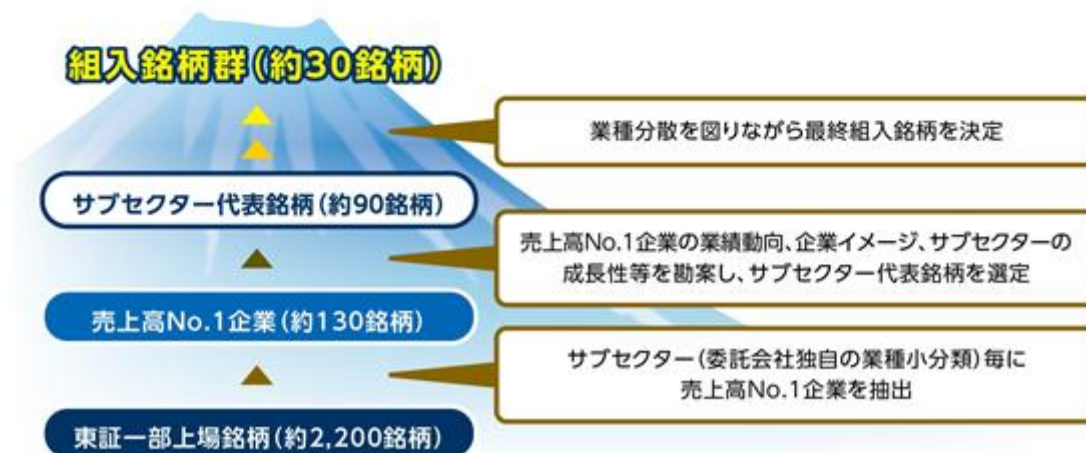 組入銘柄群(約30銘柄)
業種分散を図りながら最終組入銘柄を決定
サブセクター代表銘柄(約90銘柄)
売上高No.1企業の業績動向、企業イメージ、サブセクターの
成長性等を勘案し、サブセクター代表銘柄を選定
売上高No.1企業(約130銘柄)
サブセクター(委託会社独自の業種小分類)毎に
売上高No.1企業を抽出
東証一部上場銘柄(約2,200銘柄)